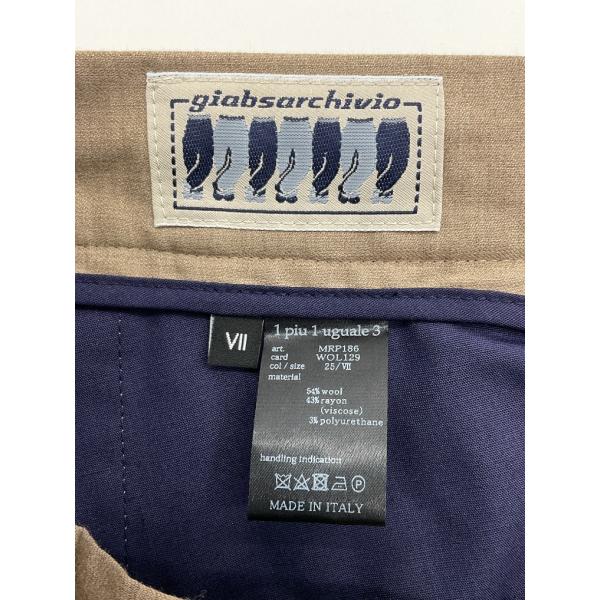 giabsarchivio
VII
1 piu 1 uguale 3
art. MRP186
card WOL129
col / size 25/VII
material
54% wool
43% rayon
(viscose)
3% polyurethane
handling indication
P
MADE IN ITALY